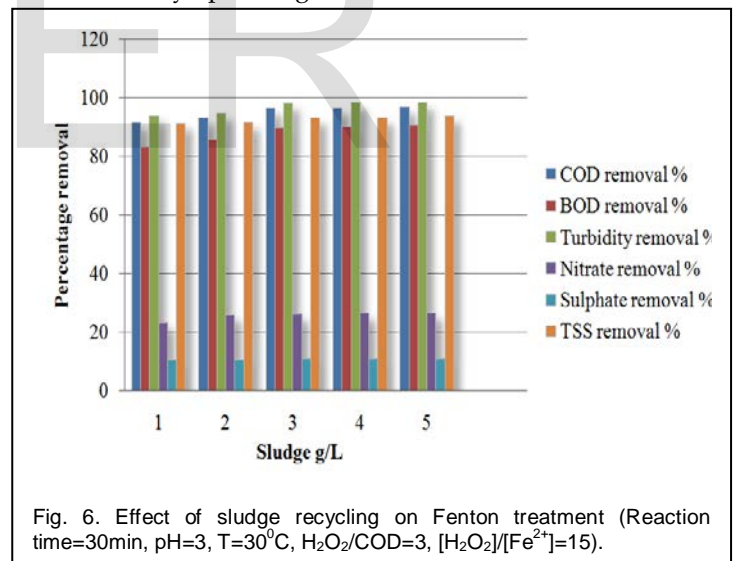 ER
120
100
80
60
40
20
0
Percentage removal
1 2 3 4 5
Sludge g/L
COD removal %
BOD removal %
Turbidity removal %
Nitrate removal %
Sulphate removal %
TSS removal %
Fig. 6. Effect of sludge recycling on Fenton treatment (Reaction
time=30min, pH=3, T=30⁰C, H₂O₂/COD=3, [H₂O₂]/[Fe²⁺]=15).